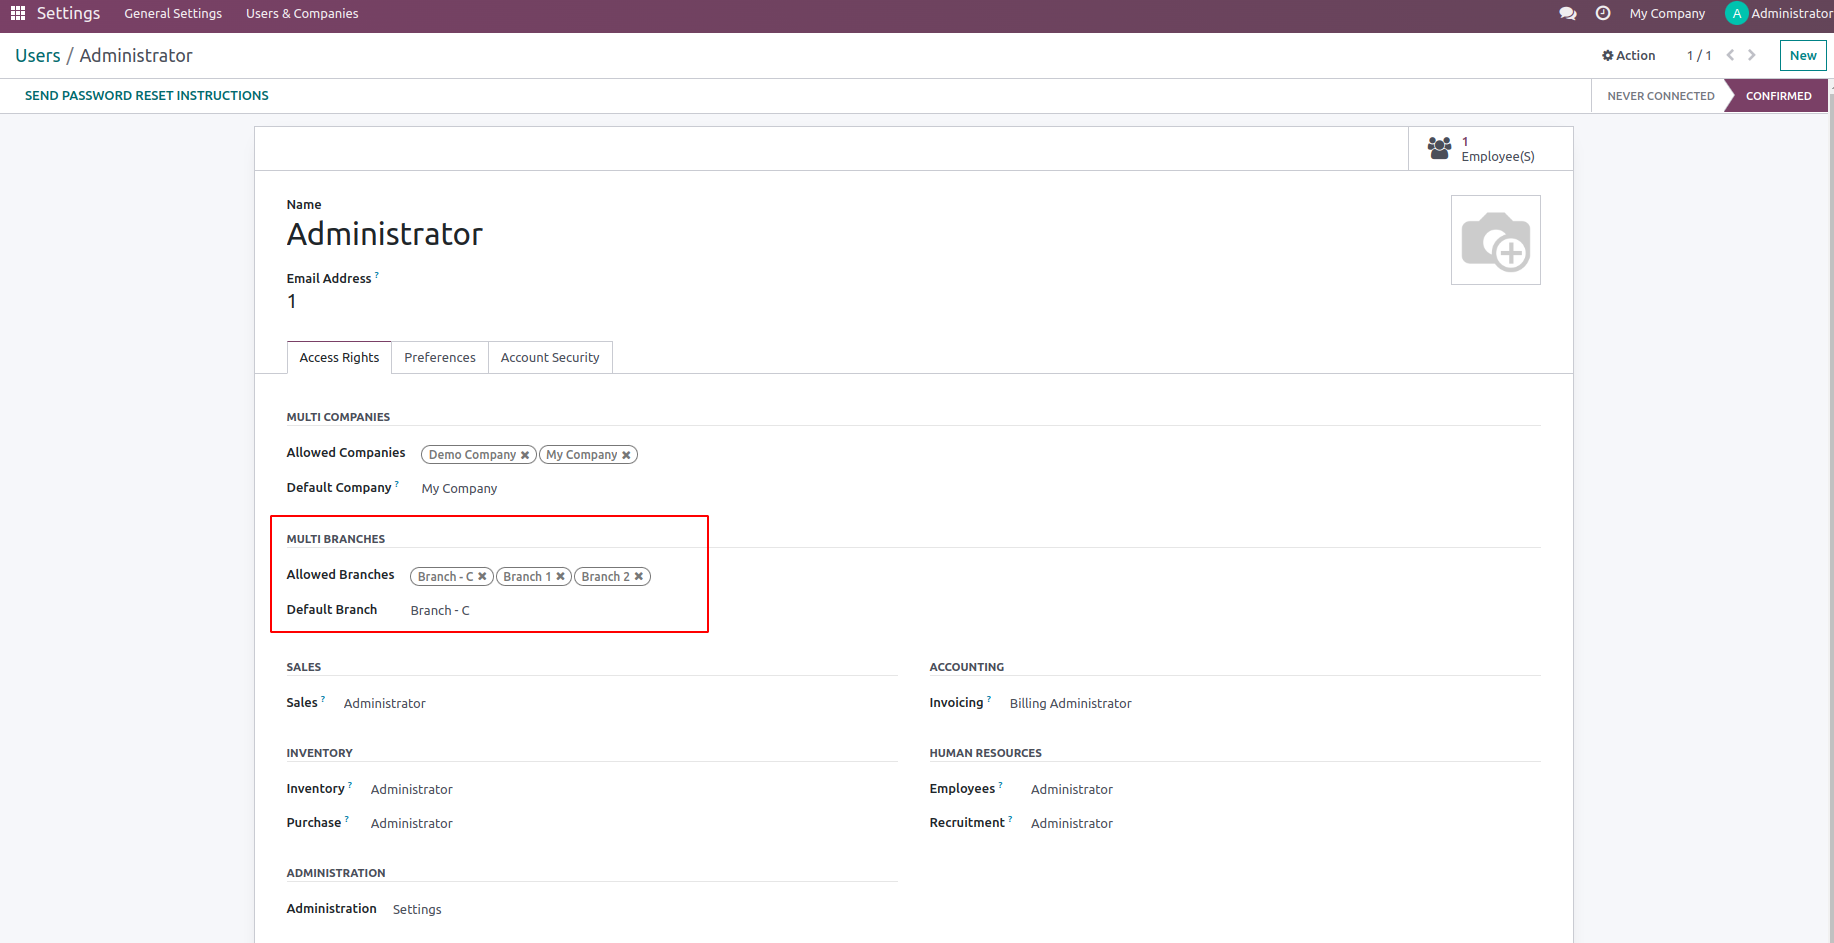 Settings General Settings Users & Companies My Company A Administrator
Users / Administrator Action 1 / 1 New
SEND PASSWORD RESET INSTRUCTIONS NEVER CONNECTED CONFIRMED
1
Employee(S)
Name
Administrator
Email Address ?
1
Access Rights Preferences Account Security
MULTI COMPANIES
Allowed Companies Demo Company ✖ My Company ✖
Default Company ? My Company
MULTI BRANCHES
Allowed Branches Branch - C ✖ Branch 1 ✖ Branch 2 ✖
Default Branch Branch - C
SALES ACCOUNTING
Sales ? Administrator Invoicing ? Billing Administrator
INVENTORY HUMAN RESOURCES
Inventory ? Administrator Employees ? Administrator
Purchase ? Administrator Recruitment ? Administrator
ADMINISTRATION
Administration Settings